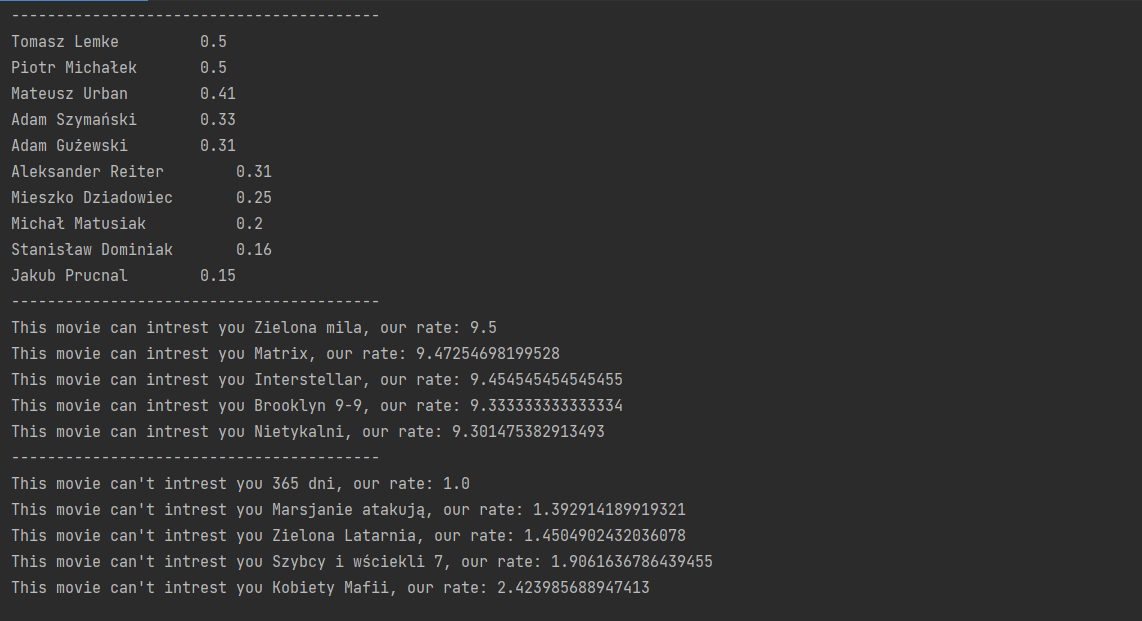 -----------------------------------------
Tomasz Lemke 0.5
Piotr Michałek 0.5
Mateusz Urban 0.41
Adam Szymański 0.33
Adam Gużewski 0.31
Aleksander Reiter 0.31
Mieszko Dziadowiec 0.25
Michał Matusiak 0.2
Stanisław Dominiak 0.16
Jakub Prucnal 0.15
-----------------------------------------
This movie can intrest you Zielona mila, our rate: 9.5
This movie can intrest you Matrix, our rate: 9.47254698199528
This movie can intrest you Interstellar, our rate: 9.454545454545455
This movie can intrest you Brooklyn 9-9, our rate: 9.333333333333334
This movie can intrest you Nietykalni, our rate: 9.301475382913493
-----------------------------------------
This movie can't intrest you 365 dni, our rate: 1.0
This movie can't intrest you Marsjanie atakują, our rate: 1.392914189919321
This movie can't intrest you Zielona Latarnia, our rate: 1.4504902432036078
This movie can't intrest you Szybcy i wściekli 7, our rate: 1.9061636786439455
This movie can't intrest you Kobiety Mafii, our rate: 2.423985688947413